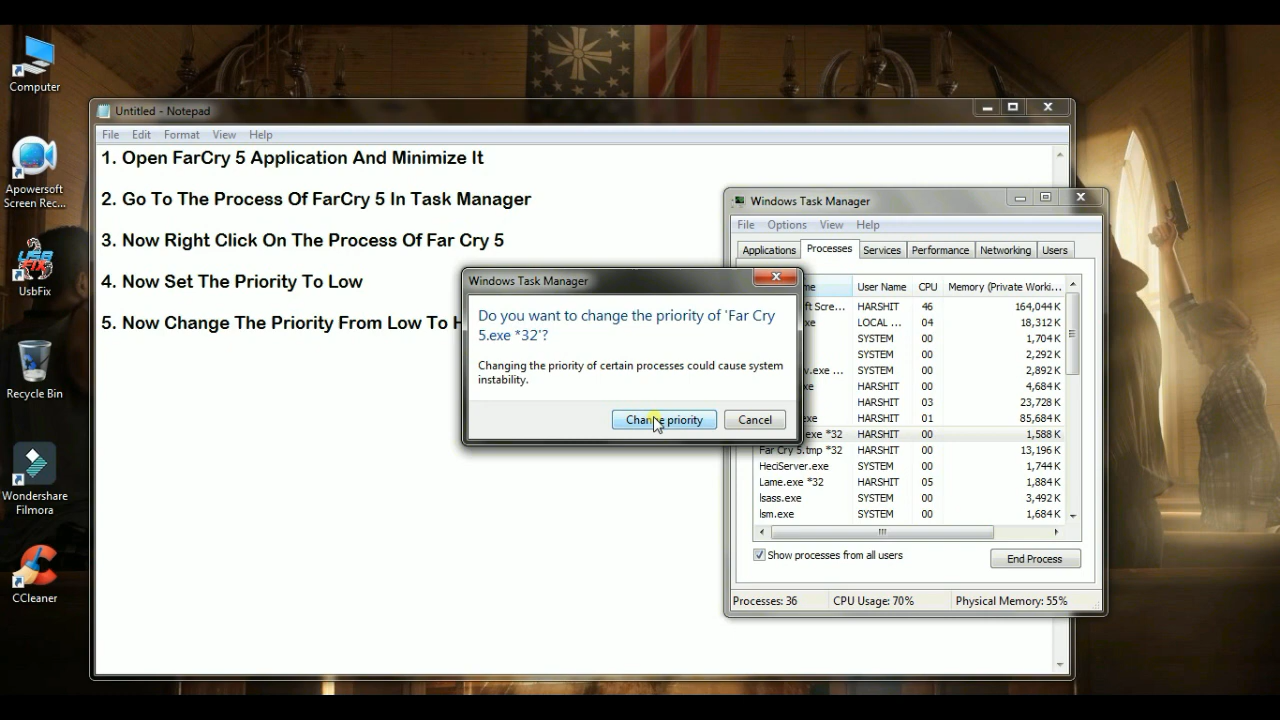 Computer
Apowersoft
Screen Rec...
UsbFix
Recycle Bin
Wondershare
Filmora
CCleaner
Untitled - Notepad
File Edit Format View Help
1. Open FarCry 5 Application And Minimize It
2. Go To The Process Of FarCry 5 In Task Manager
3. Now Right Click On The Process Of Far Cry 5
4. Now Set The Priority To Low
5. Now Change The Priority From Low To H
Windows Task Manager
Do you want to change the priority of 'Far Cry
5.exe *32'?
Changing the priority of certain processes could cause system
instability.
Change priority Cancel
Windows Task Manager
File Options View Help
Applications Processes Services Performance Networking Users
me User Name CPU Memory (Private Worki...
ft Scre... HARSHIT 46 164,044 K
xe LOCAL ... 04 18,312 K
SYSTEM 00 1,704 K
SYSTEM 00 2,292 K
v.exe ... SYSTEM 00 2,892 K
xe HARSHIT 00 4,684 K
HARSHIT 03 23,728 K
exe HARSHIT 01 85,684 K
exe *32 HARSHIT 00 1,588 K
Far Cry 5.tmp *32 HARSHIT 00 13,196 K
HeciServer.exe SYSTEM 00 1,744 K
Lame.exe *32 HARSHIT 05 1,884 K
lsass.exe SYSTEM 00 3,492 K
lsm.exe SYSTEM 00 1,684 K
Show processes from all users
End Process
Processes: 36 CPU Usage: 70% Physical Memory: 55%